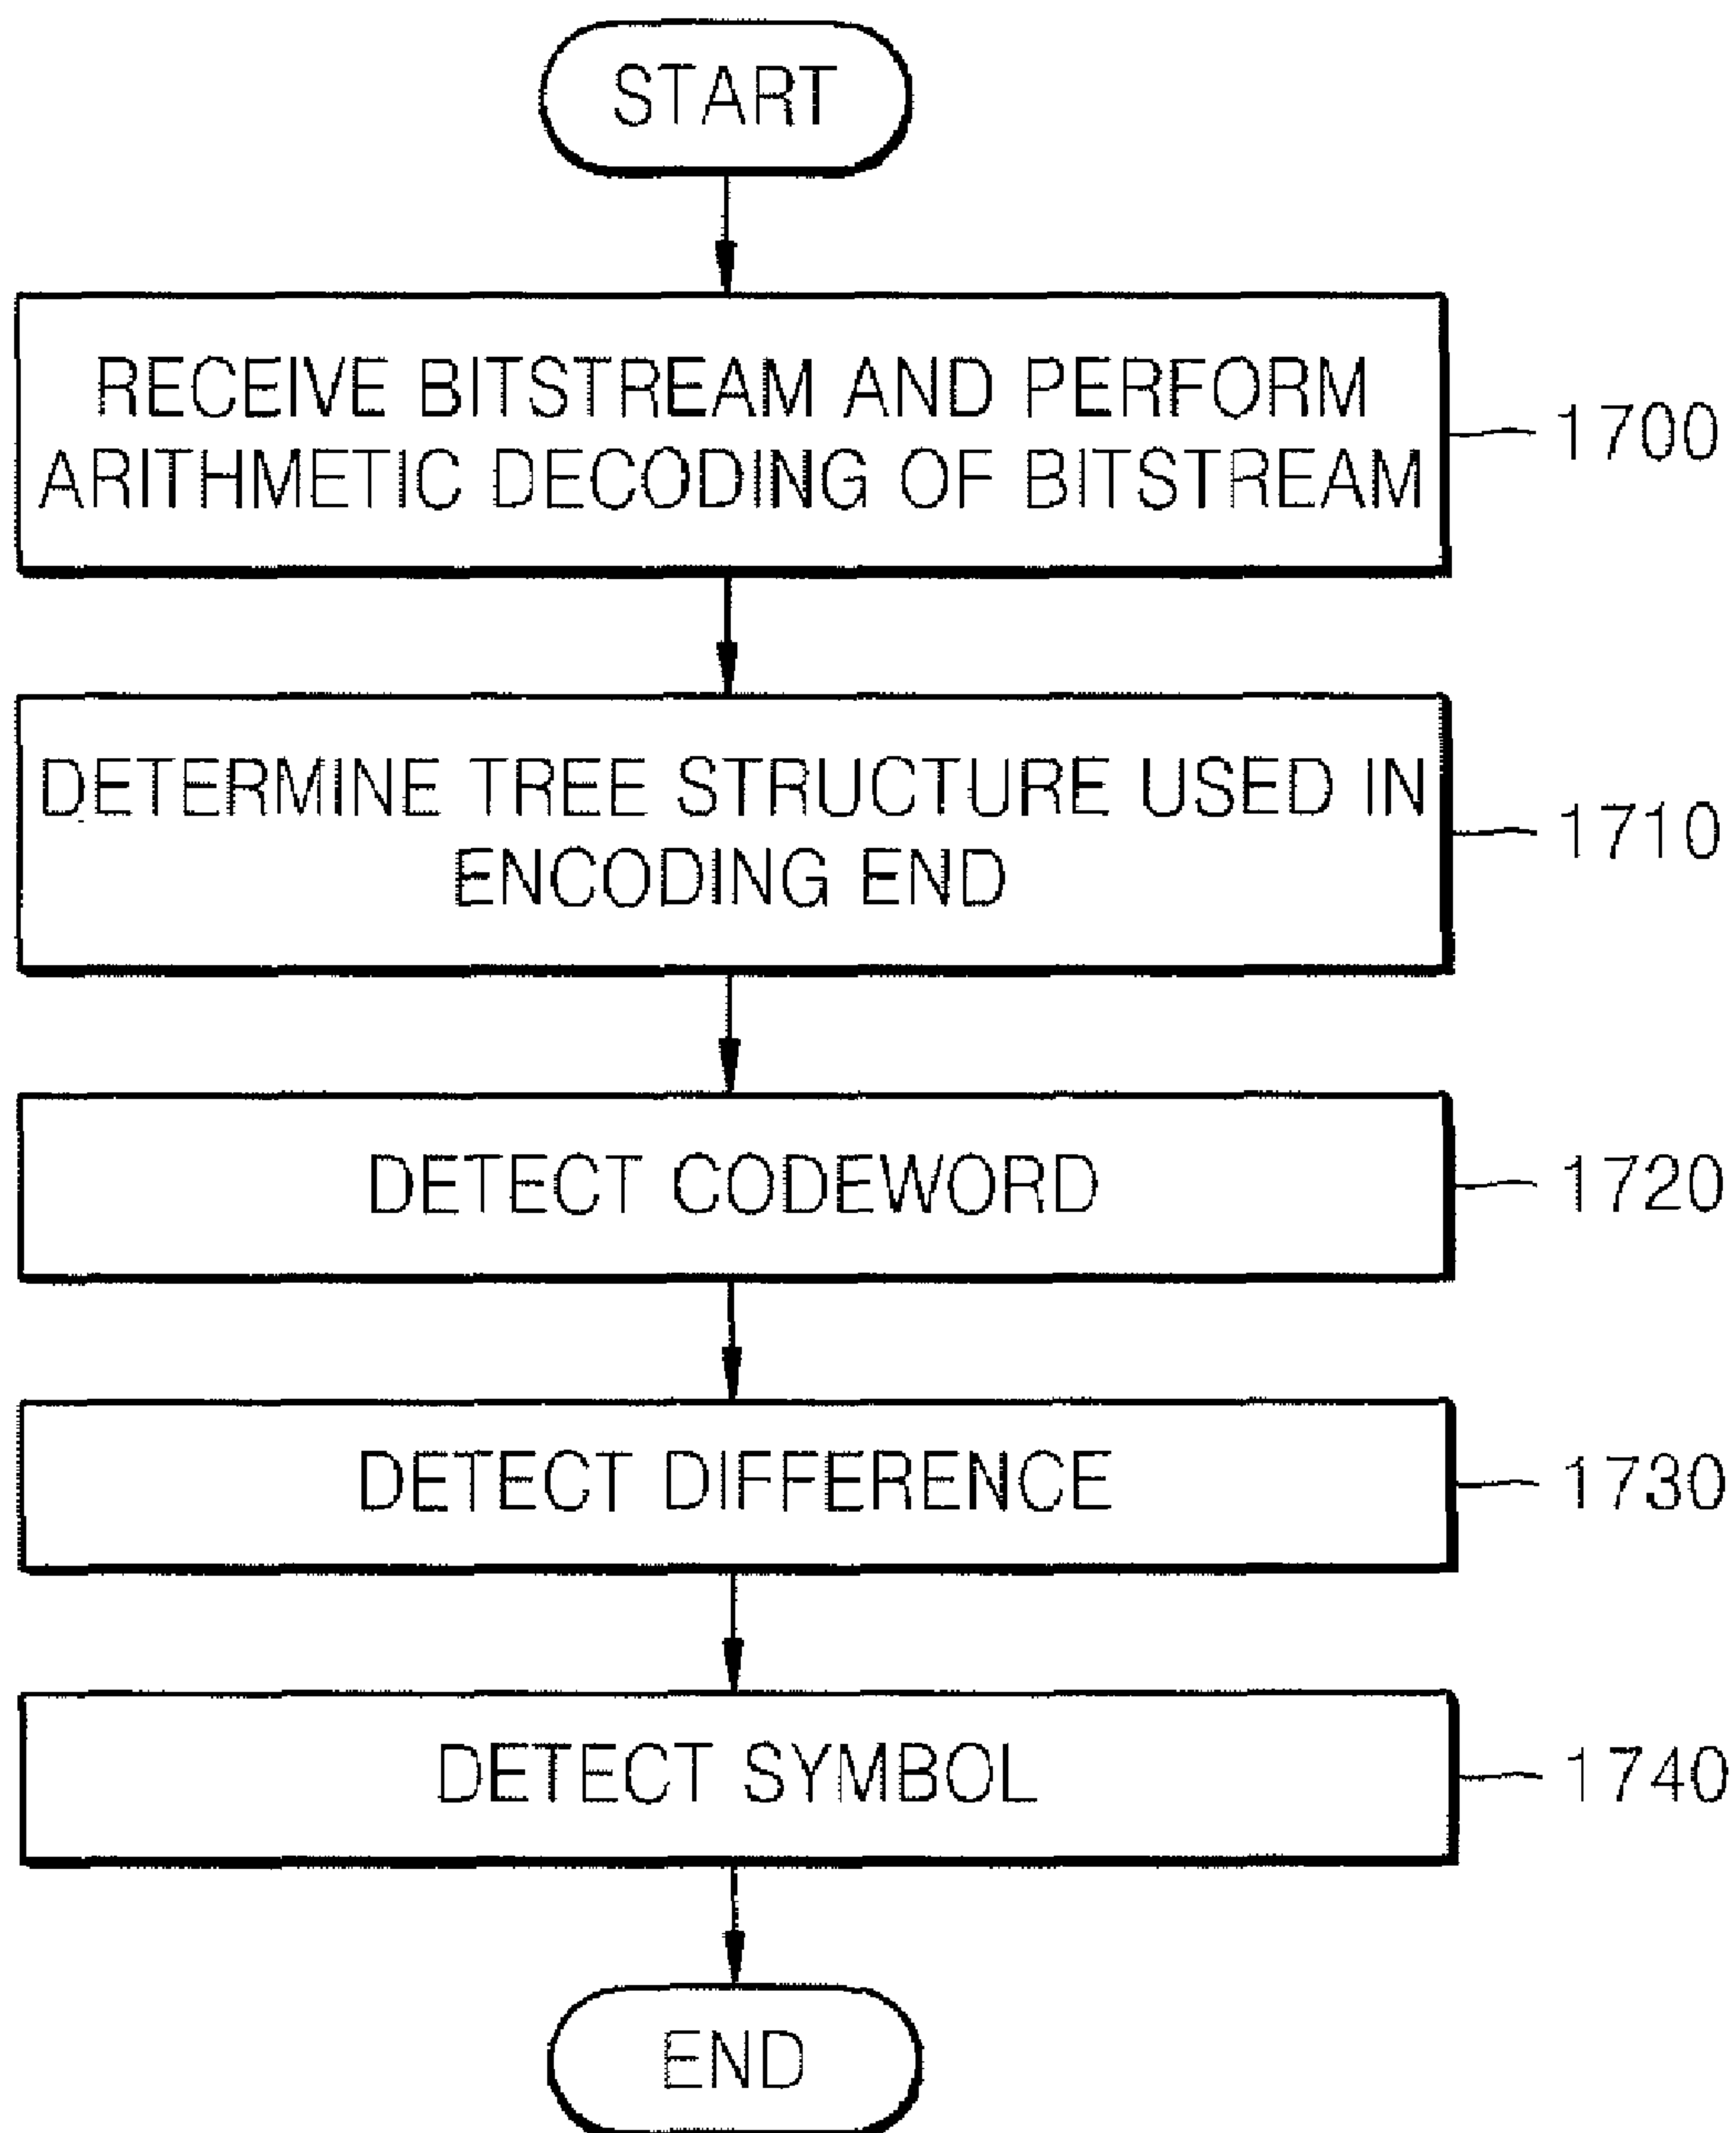 START
RECEIVE BITSTREAM AND PERFORM
ARITHMETIC DECODING OF BITSTREAM
1700
DETERMINE TREE STRUCTURE USED IN
ENCODING END
1710
DETECT CODEWORD
1720
DETECT DIFFERENCE
1730
DETECT SYMBOL
1740
END